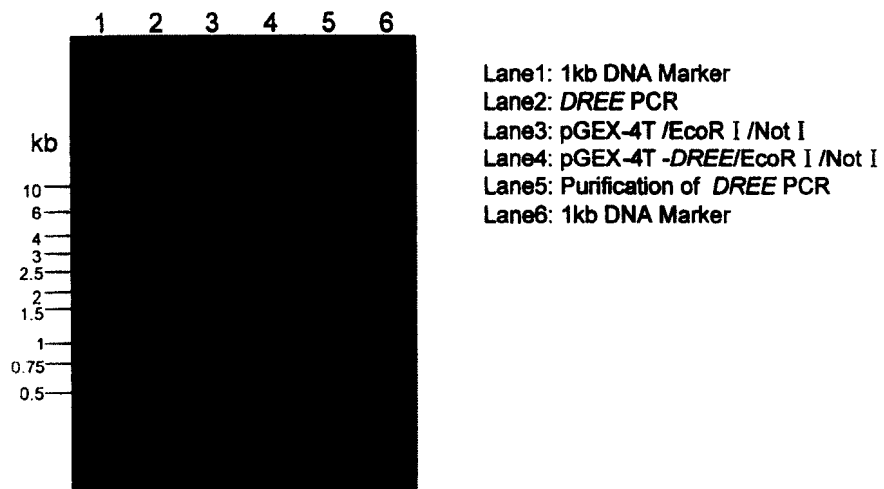 1 2 3 4 5 6
kb
10
6
4
3
2.5
2
1.5
1
0.75
0.5
Lane1: 1kb DNA Marker
Lane2: DREE PCR
Lane3: pGEX-4T /EcoR I /Not I
Lane4: pGEX-4T -DREE/EcoR I /Not I
Lane5: Purification of DREE PCR
Lane6: 1kb DNA Marker